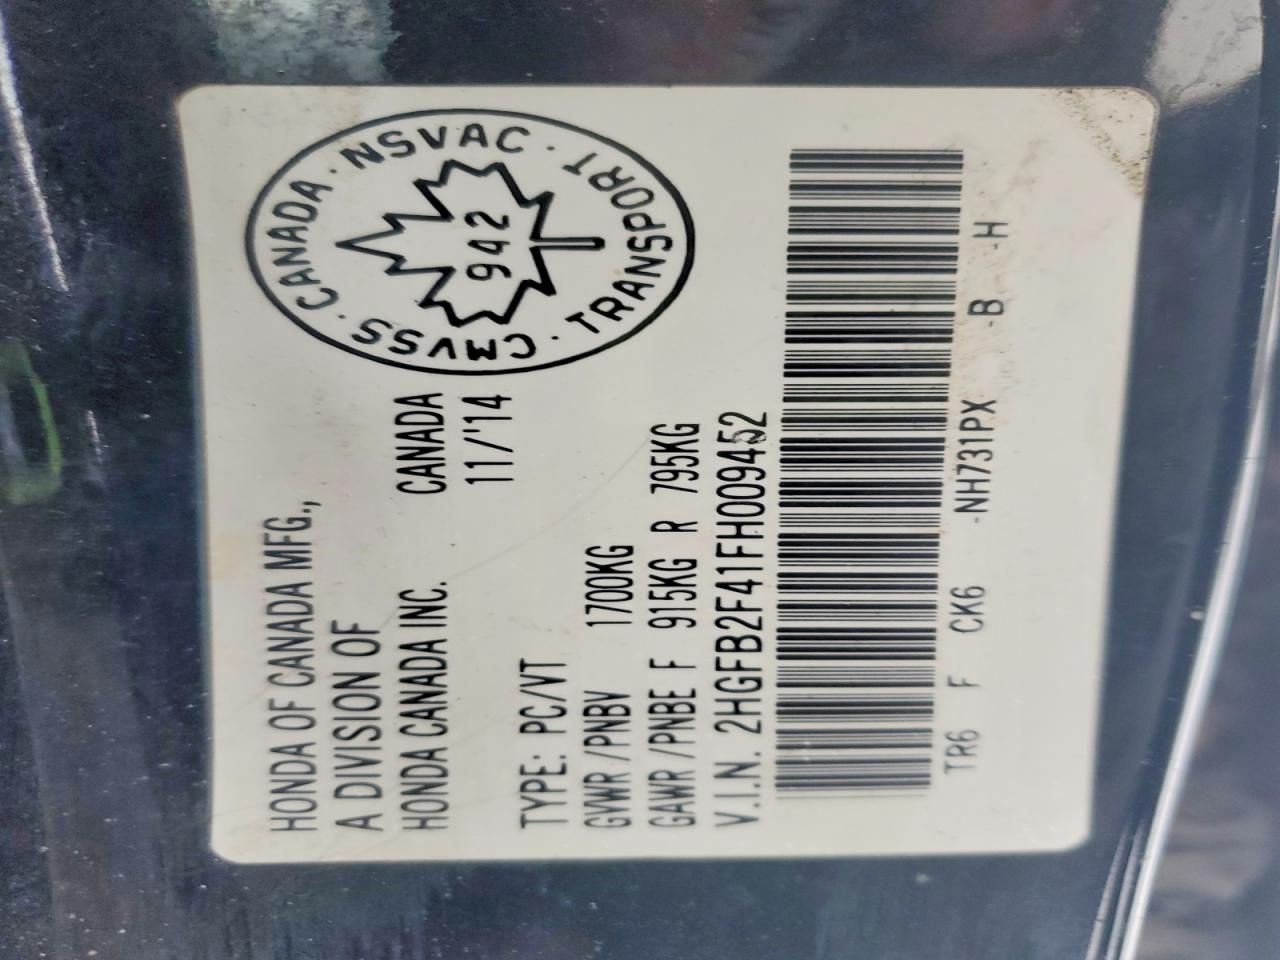 HONDA OF CANADA MFG.,
A DIVISION OF
HONDA CANADA INC. CANADA
11/'14
CMVSS · CANADA · NSVAC · TRANSPORT ·
942
TYPE: PC/VT
GVWR/PNBV 1700KG
GAWR/PNBE F 915KG R 795KG
V.I.N. 2HGFB2F41FH009452
TR6 F CK6 -NH731PX -B -H